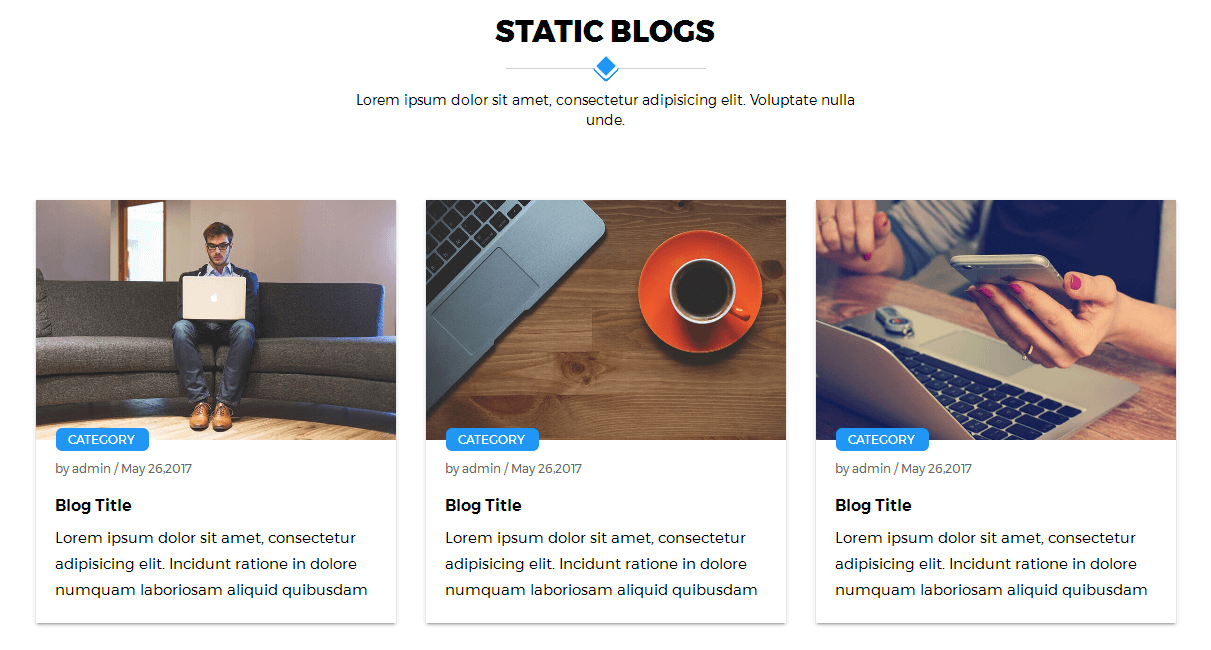 STATIC BLOGS
Lorem ipsum dolor sit amet, consectetur adipisicing elit. Voluptate nulla
unde.
CATEGORY
by admin / May 26,2017
Blog Title
Lorem ipsum dolor sit amet, consectetur
adipisicing elit. Incidunt ratione in dolore
numquam laboriosam aliquid quibusdam
CATEGORY
by admin / May 26,2017
Blog Title
Lorem ipsum dolor sit amet, consectetur
adipisicing elit. Incidunt ratione in dolore
numquam laboriosam aliquid quibusdam
CATEGORY
by admin / May 26,2017
Blog Title
Lorem ipsum dolor sit amet, consectetur
adipisicing elit. Incidunt ratione in dolore
numquam laboriosam aliquid quibusdam